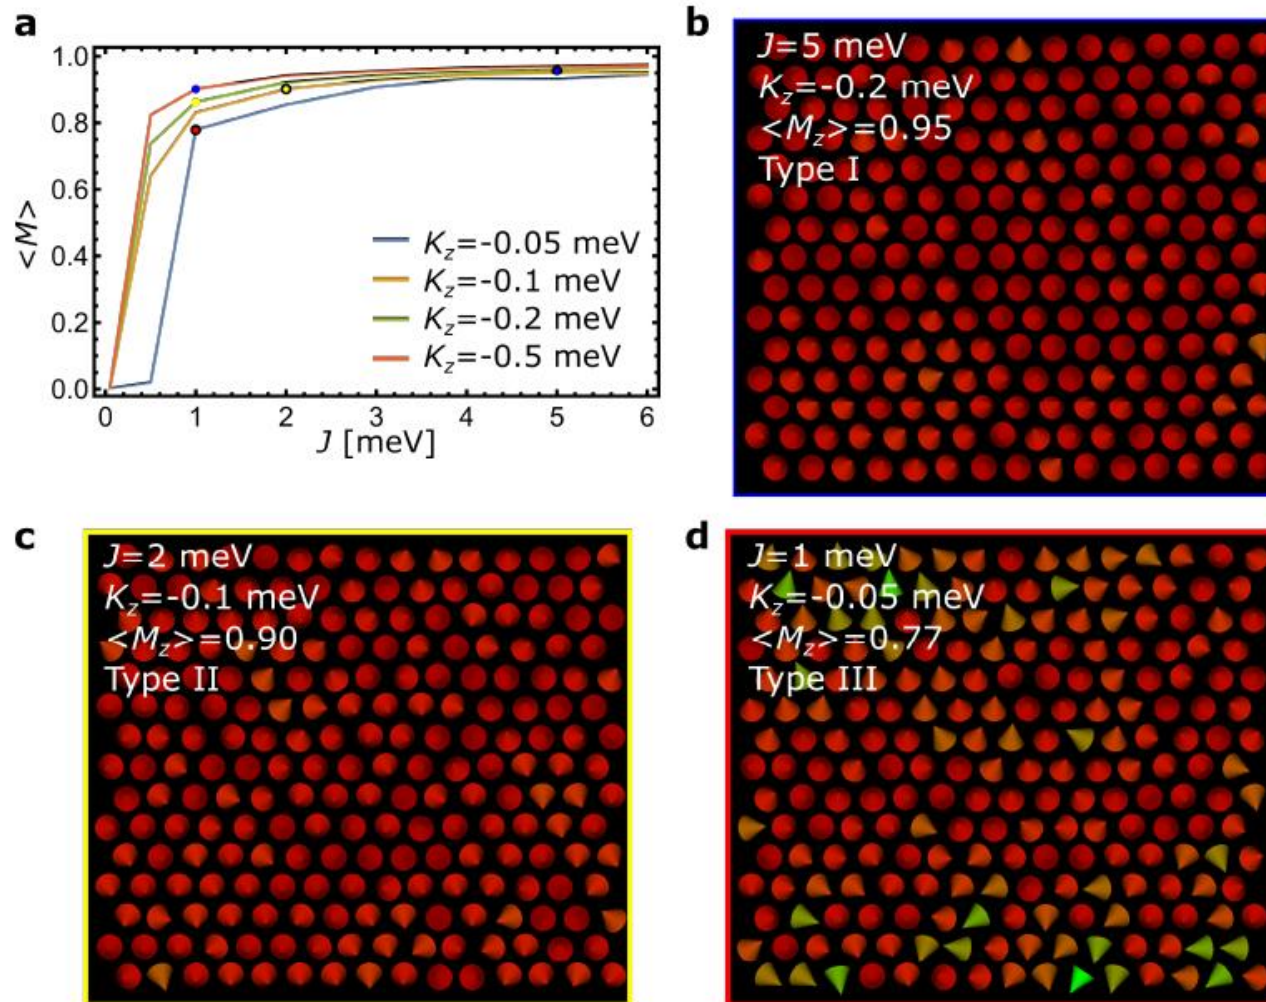 a
1.0
0.8
0.6
0.4
0.2
0.0
<M>
0 1 2 3 4 5 6
J [meV]
Kz=-0.05 meV
Kz=-0.1 meV
Kz=-0.2 meV
Kz=-0.5 meV
b
J=5 meV
Kz=-0.2 meV
<Mz>=0.95
Type I
c
J=2 meV
Kz=-0.1 meV
<Mz>=0.90
Type II
d
J=1 meV
Kz=-0.05 meV
<Mz>=0.77
Type III